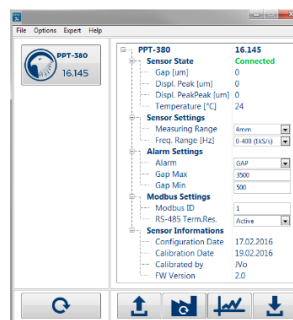 File Options Expert Help
PPT-380
16.145
PPT-380 16.145
Sensor State Connected
Gap [um] 0
Displ. Peak [um] 0
Displ. PeakPeak [um] 0
Temperature [°C] 24
Sensor Settings
Measuring Range 4mm
Freq. Range [Hz] 0-400 (1kS/s)
Alarm Settings
Alarm GAP
Gap Max 3500
Gap Min 500
Modbus Settings
Modbus ID 1
RS-485 Term.Res. Active
Sensor Informations
Configuration Date 17.02.2016
Calibration Date 19.02.2016
Calibrated by JVo
FW Version 2.0